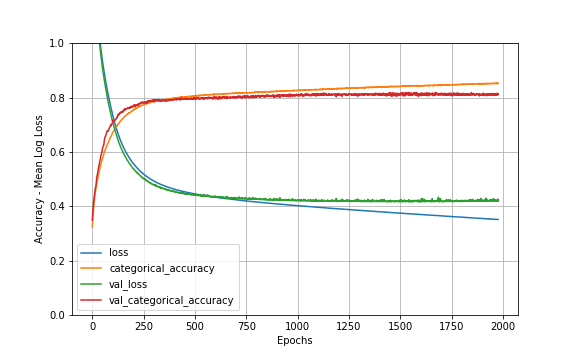 1.0
0.8
0.6
0.4
0.2
0.0
Accuracy - Mean Log Loss
loss
categorical_accuracy
val_loss
val_categorical_accuracy
0 250 500 750 1000 1250 1500 1750 2000
Epochs